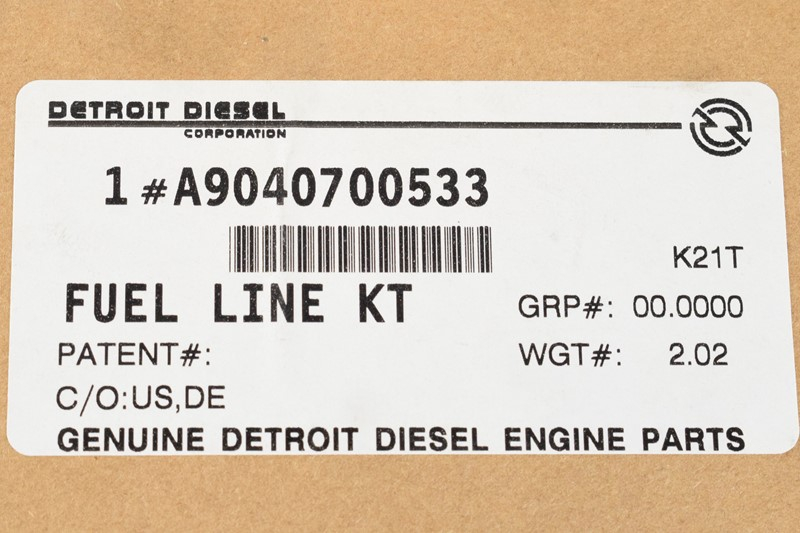 DETROIT DIESEL
CORPORATION
1 #A9040700533
K21T
FUEL LINE KT
GRP#: 00.0000
PATENT#:
WGT#: 2.02
C/O:US,DE
GENUINE DETROIT DIESEL ENGINE PARTS